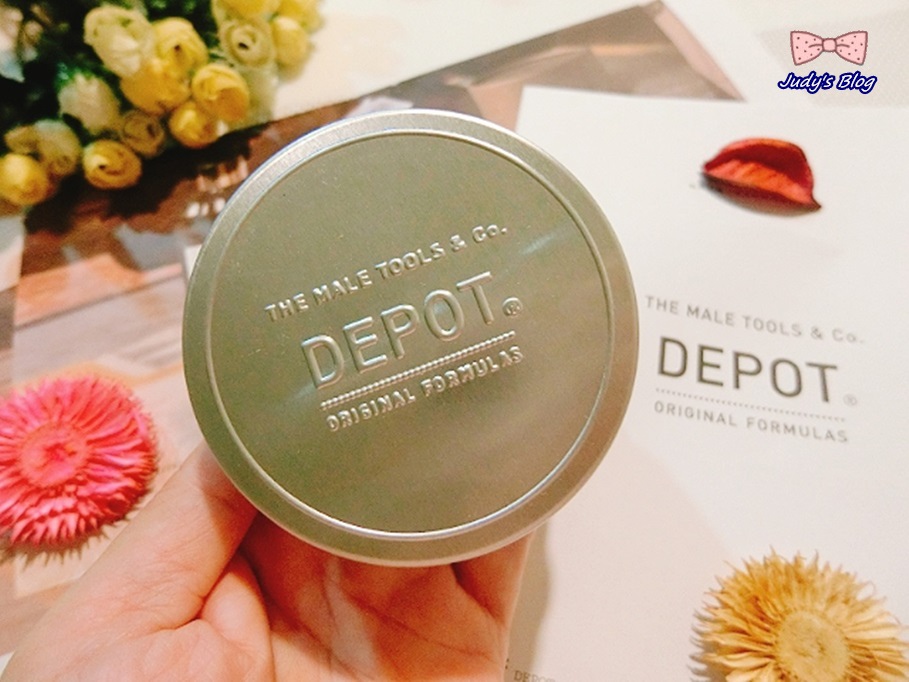 Judy's Blog
THE MALE TOOLS & Co.
DEPOT®
ORIGINAL FORMULAS
THE MALE TOOLS & Co.
DEPOT®
ORIGINAL FORMULAS